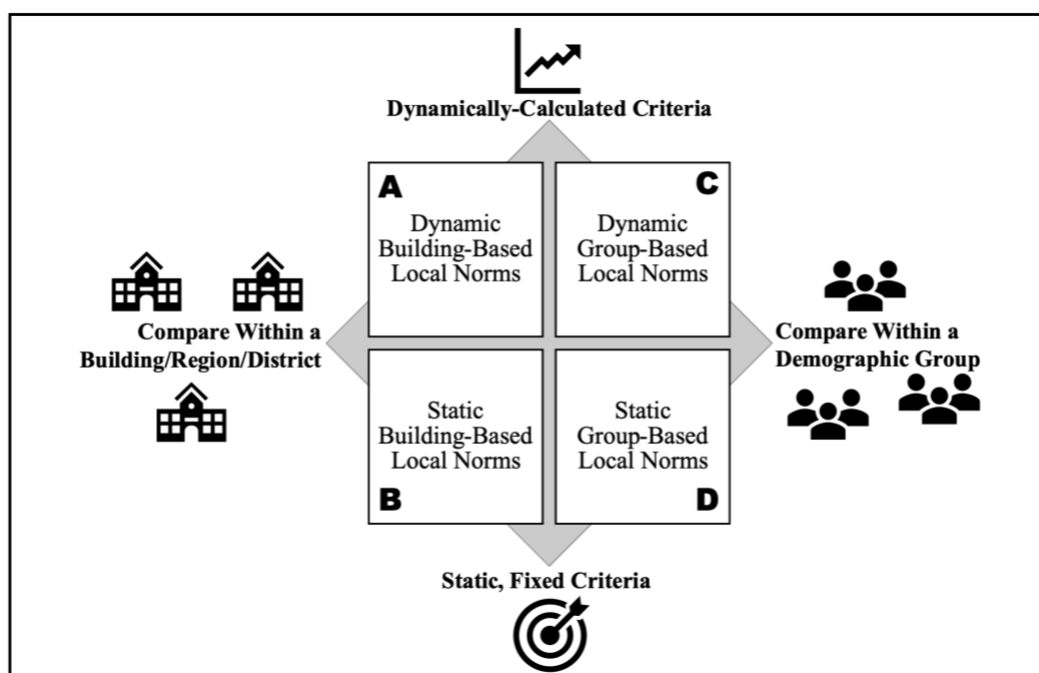 Dynamically-Calculated Criteria
A
Dynamic
Building-Based
Local Norms
C
Dynamic
Group-Based
Local Norms
Compare Within a
Building/Region/District
Compare Within a
Demographic Group
Static
Building-Based
Local Norms
B
Static
Group-Based
Local Norms
D
Static, Fixed Criteria